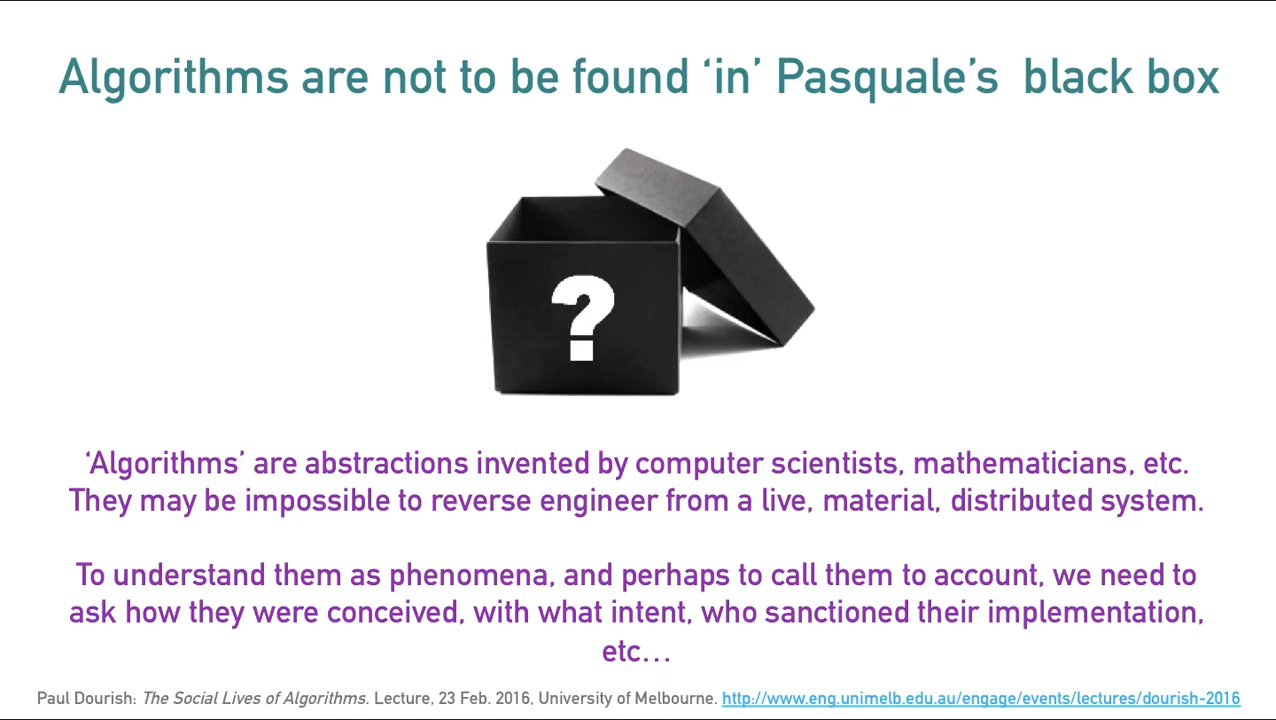 Algorithms are not to be found ‘in’ Pasquale’s black box
?
‘Algorithms’ are abstractions invented by computer scientists, mathematicians, etc.
They may be impossible to reverse engineer from a live, material, distributed system.
To understand them as phenomena, and perhaps to call them to account, we need to
ask how they were conceived, with what intent, who sanctioned their implementation,
etc…
Paul Dourish: The Social Lives of Algorithms. Lecture, 23 Feb. 2016, University of Melbourne. http://www.eng.unimelb.edu.au/engage/events/lectures/dourish-2016